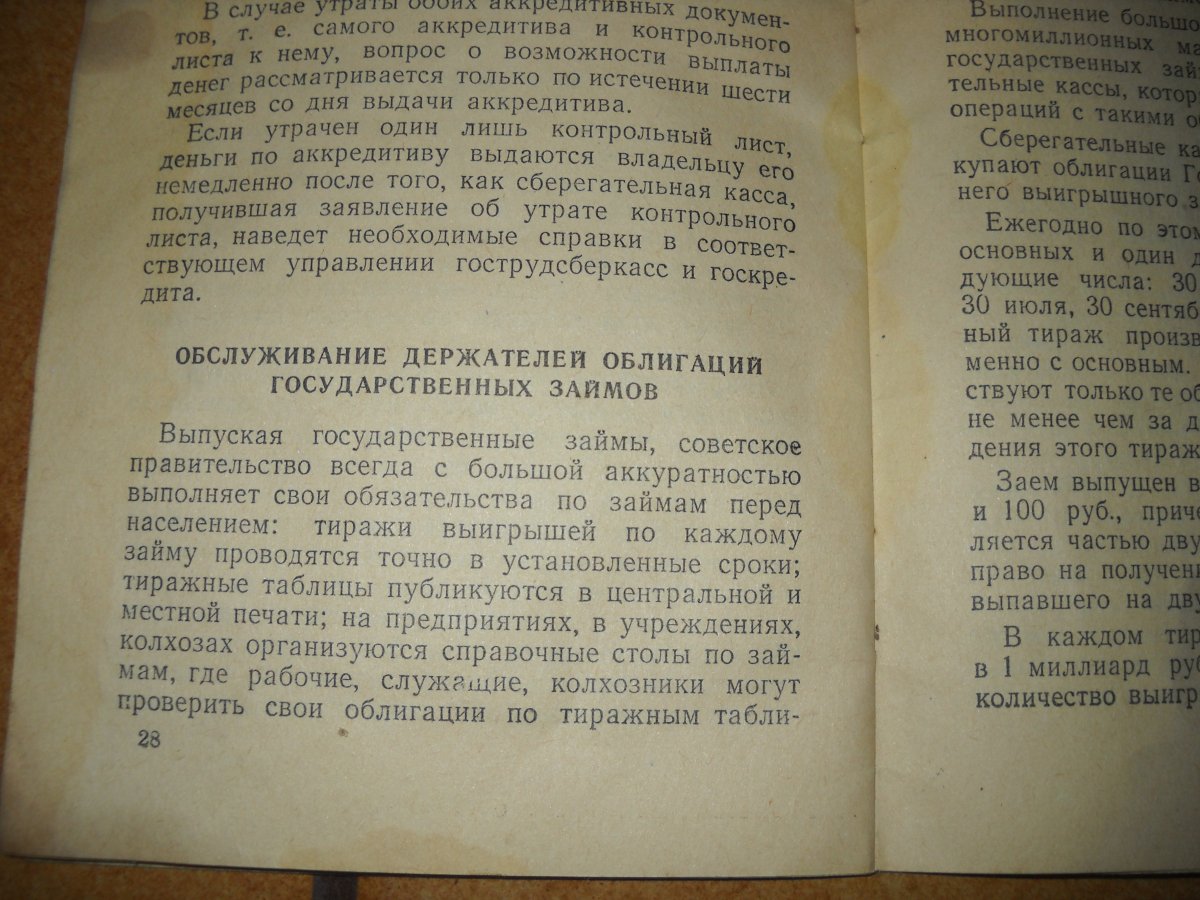 В случае утраты обоих аккредитивных докумен-
тов, т. е. самого аккредитива и контрольного
листа к нему, вопрос о возможности выплаты
денег рассматривается только по истечении шести
месяцев со дня выдачи аккредитива.
Если утрачен один лишь контрольный лист,
деньги по аккредитиву выдаются владельцу его
немедленно после того, как сберегательная касса,
получившая заявление об утрате контрольного
листа, наведет необходимые справки в соответ-
ствующем управлении гострудсберкасс и госкре-
дита.
ОБСЛУЖИВАНИЕ ДЕРЖАТЕЛЕЙ ОБЛИГАЦИЙ
ГОСУДАРСТВЕННЫХ ЗАЙМОВ
Выпуская государственные займы, советское
правительство всегда с большой аккуратностью
выполняет свои обязательства по займам перед
населением: тиражи выигрышей по каждому
займу проводятся точно в установленные сроки;
тиражные таблицы публикуются в центральной и
местной печати; на предприятиях, в учреждениях,
колхозах организуются справочные столы по зай-
мам, где рабочие, служащие, колхозники могут
проверить свои облигации по тиражным табли-
28
Выполнение большо
многомиллионных ма
государственных зай
тельные кассы, котор
операций с такими о
Сберегательные ка
купают облигации Г
него выигрышного з
Ежегодно по этом
основных и один д
дующие числа: 30
30 июля, 30 сентяб
ный тираж произв
менно с основным.
ствуют только те об
не менее чем за д
дения этого тираж
Заем выпущен в
и 100 руб., приче
ляется частью дву
право на получен
выпавшего на дву
В каждом тир
в 1 миллиард руб
количество выигр